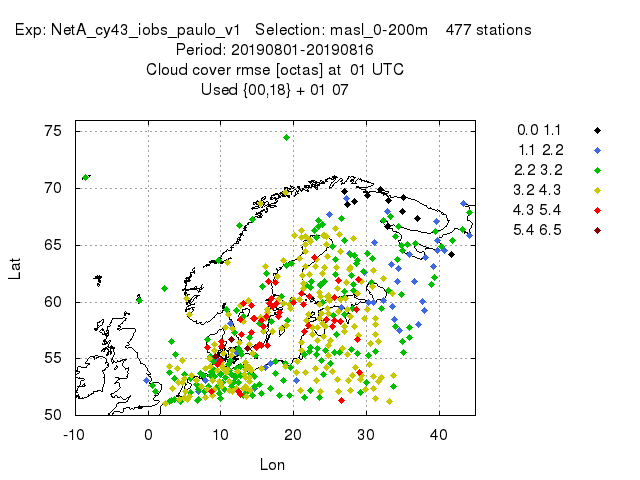 Exp: NetA_cy43_iobs_paulo_v1 Selection: masl_0-200m 477 stations
Period: 20190801-20190816
Cloud cover rmse [octas] at 01 UTC
Used {00,18} + 01 07
75
70
65
60
55
50
-10 0 10 20 30 40
Lat
Lon
0.0 1.1
1.1 2.2
2.2 3.2
3.2 4.3
4.3 5.4
5.4 6.5